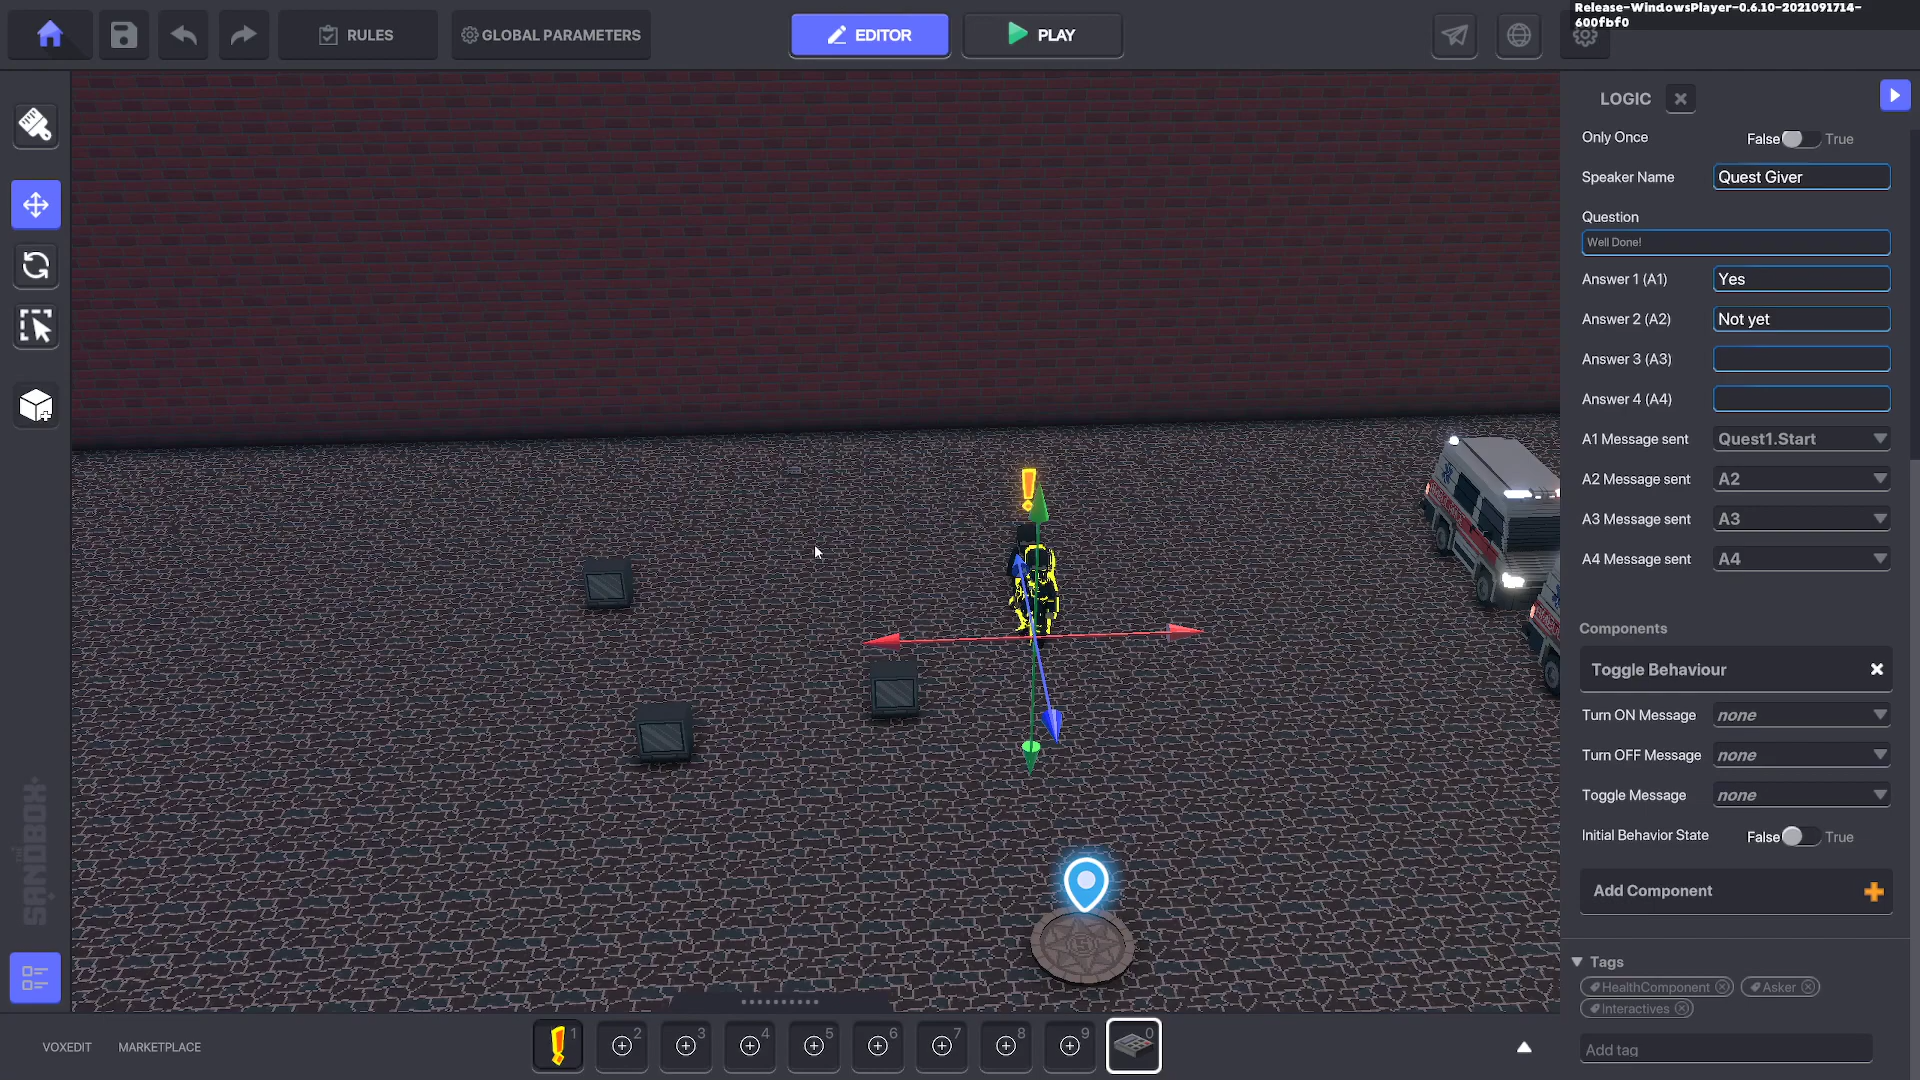 Release-WindowsPlayer-0.6.10-2021091714-
600fbf0
RULES
GLOBAL PARAMETERS
EDITOR
PLAY
LOGIC
Only Once
False
True
Speaker Name
Quest Giver
Question
Well Done!
Answer 1 (A1)
Yes
Answer 2 (A2)
Not yet
Answer 3 (A3)
Answer 4 (A4)
A1 Message sent
Quest1.Start
A2 Message sent
A2
A3 Message sent
A3
A4 Message sent
A4
Components
Toggle Behaviour
Turn ON Message
none
Turn OFF Message
none
Toggle Message
none
Initial Behavior State
False
True
Add Component
Tags
HealthComponent
Asker
Interactives
Add tag
THE SANDBOX
VOXEDIT
MARKETPLACE
1
2
3
4
5
6
7
8
9
0